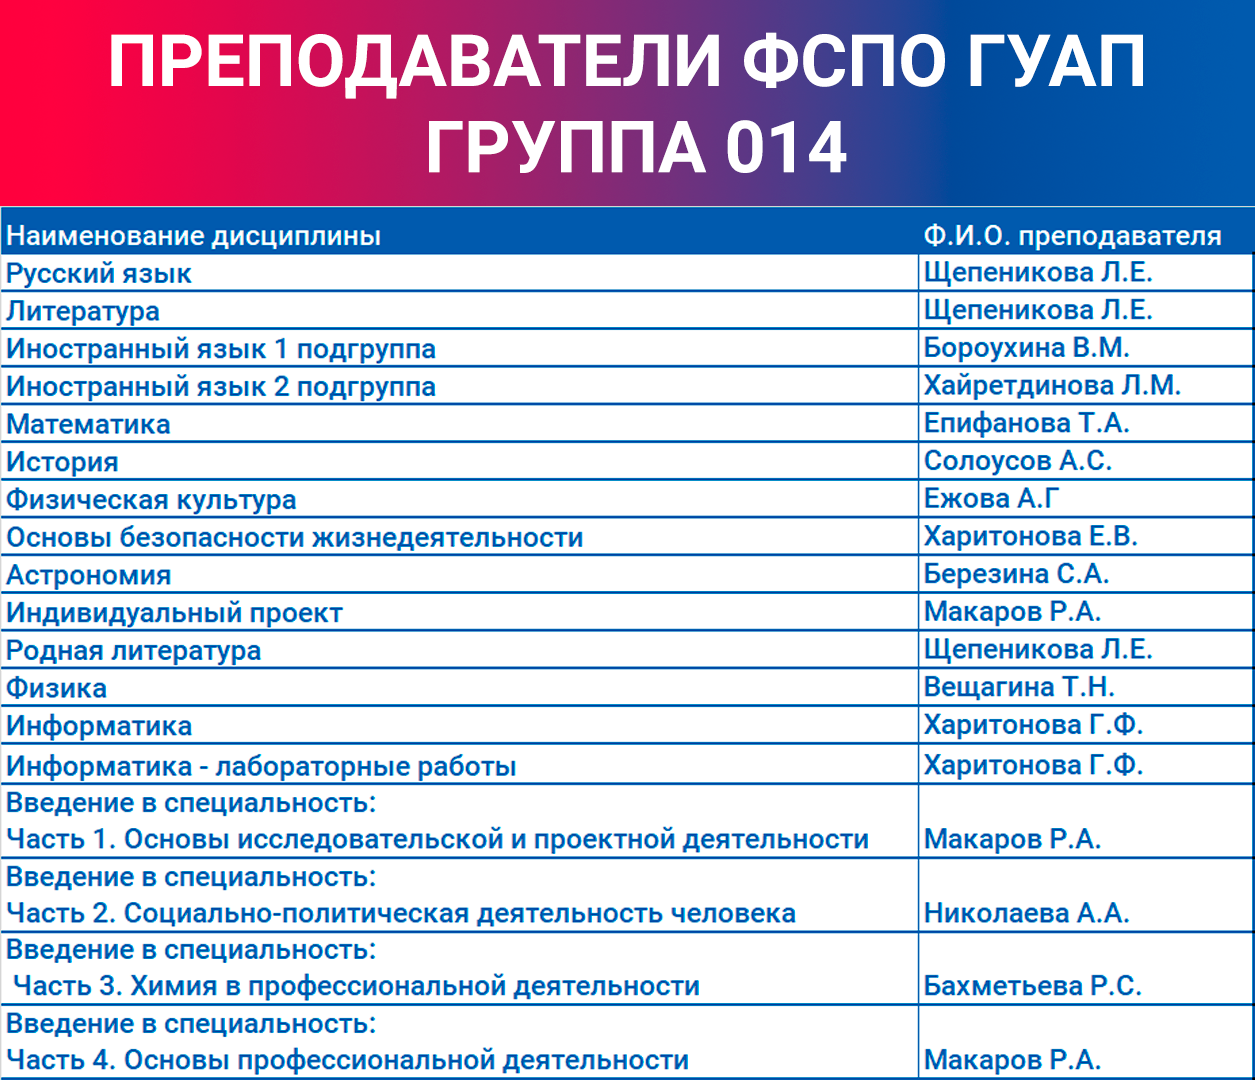 ПРЕПОДАВАТЕЛИ ФСПО ГУАП
ГРУППА 014
Наименование дисциплины Ф.И.О. преподавателя
Русский язык Щепеникова Л.Е.
Литература Щепеникова Л.Е.
Иностранный язык 1 подгруппа Бороухина В.М.
Иностранный язык 2 подгруппа Хайретдинова Л.М.
Математика Епифанова Т.А.
История Солоусов А.С.
Физическая культура Ежова А.Г
Основы безопасности жизнедеятельности Харитонова Е.В.
Астрономия Березина С.А.
Индивидуальный проект Макаров Р.А.
Родная литература Щепеникова Л.Е.
Физика Вещагина Т.Н.
Информатика Харитонова Г.Ф.
Информатика - лабораторные работы Харитонова Г.Ф.
Введение в специальность:
Часть 1. Основы исследовательской и проектной деятельности Макаров Р.А.
Введение в специальность:
Часть 2. Социально-политическая деятельность человека Николаева А.А.
Введение в специальность:
Часть 3. Химия в профессиональной деятельности Бахметьева Р.С.
Введение в специальность:
Часть 4. Основы профессиональной деятельности Макаров Р.А.